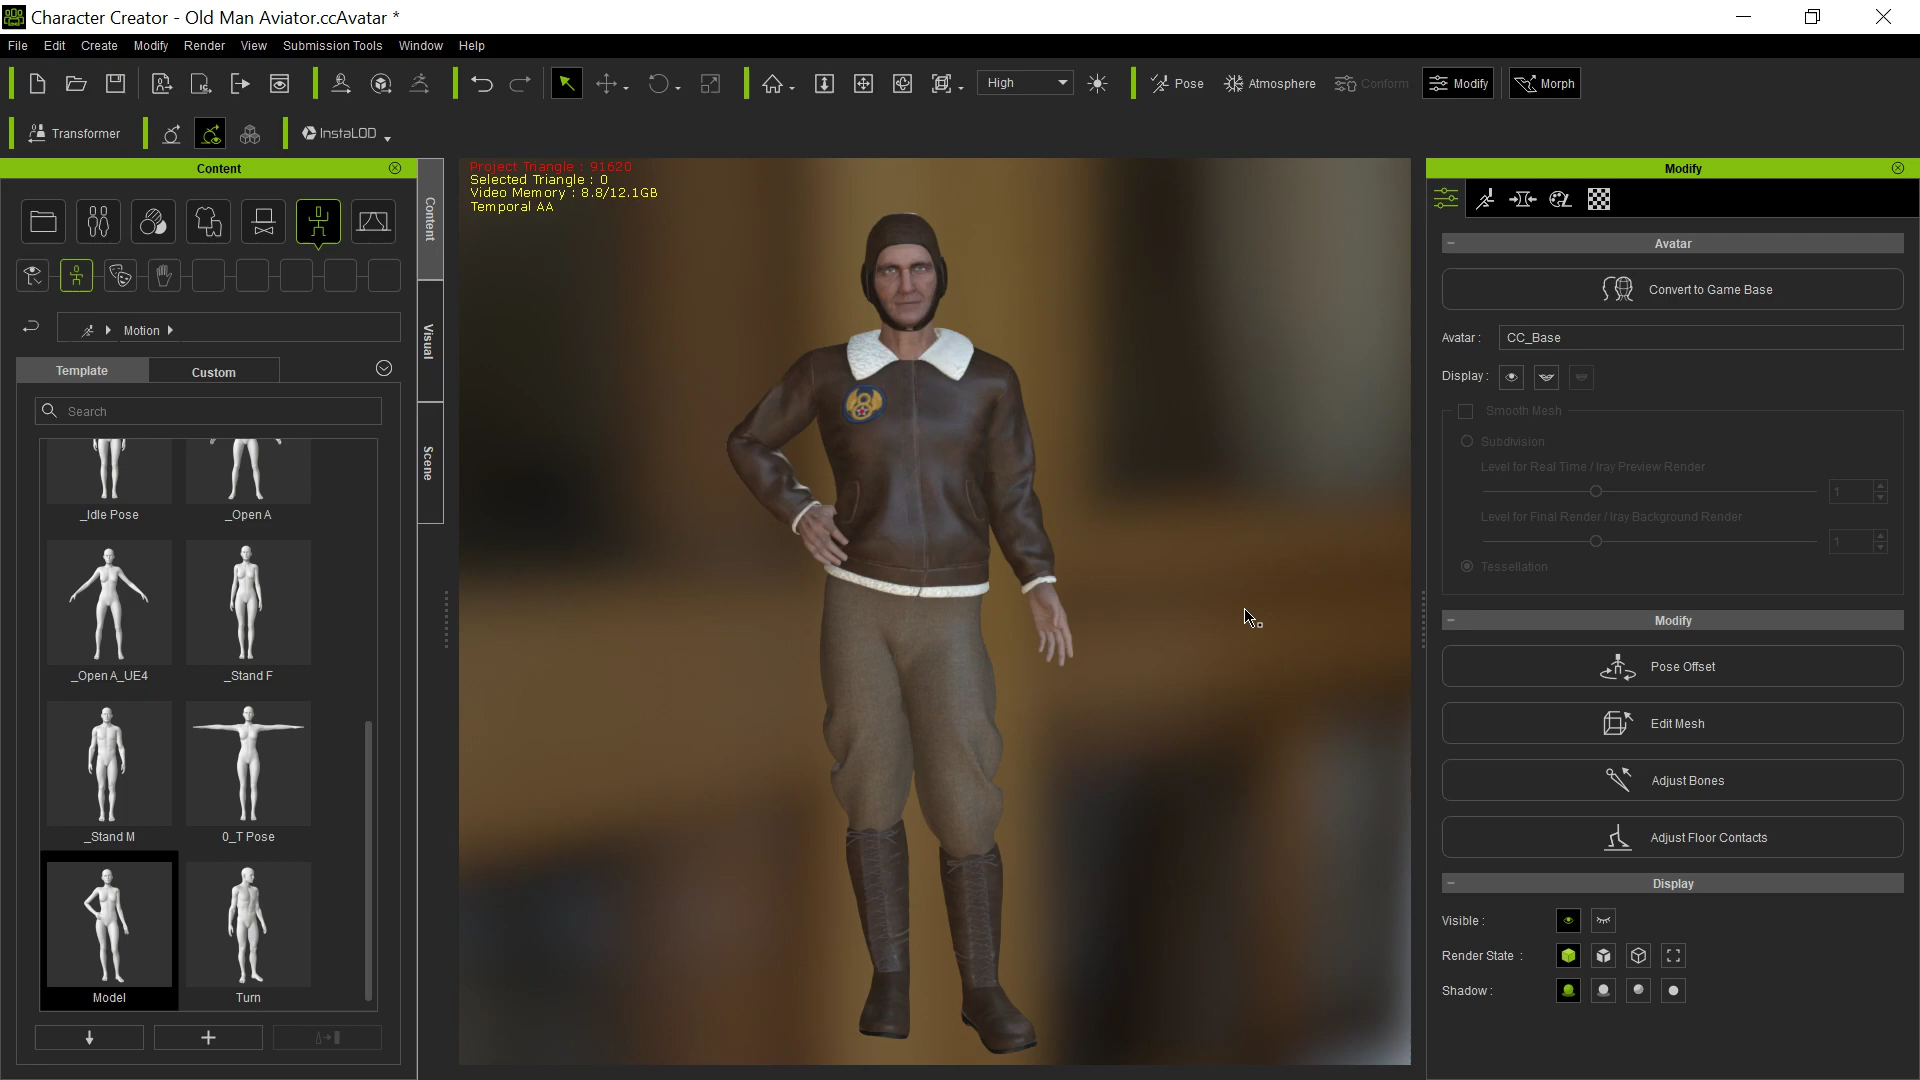 Character Creator - Old Man Aviator.ccAvatar *
File Edit Create Modify Render View Submission Tools Window Help
High
Pose
Atmosphere
Conform
Modify
Morph
Transformer
InstaLOD
Content
Motion
Template
Custom
Search
_Idle Pose
_Open A
_Open A_UE4
_Stand F
_Stand M
0_T Pose
Model
Turn
Content
Visual
Scene
Project Triangle : 91620
Selected Triangle : 0
Video Memory : 8.8/12.1GB
Temporal AA
8
Modify
Avatar
Convert to Game Base
Avatar : CC_Base
Display :
Smooth Mesh
Subdivision
Level for Real Time / Iray Preview Render
1
Level for Final Render / Iray Background Render
1
Tessellation
Modify
Pose Offset
Edit Mesh
Adjust Bones
Adjust Floor Contacts
Display
Visible :
Render State :
Shadow :